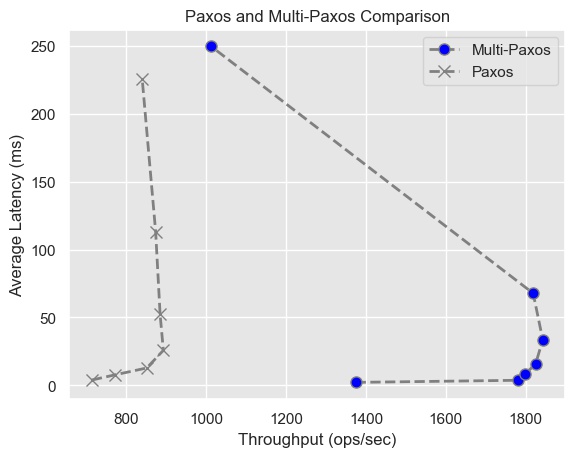 Paxos and Multi-Paxos Comparison
Multi-Paxos
Paxos
Average Latency (ms)
250
200
150
100
50
0
800 1000 1200 1400 1600 1800
Throughput (ops/sec)